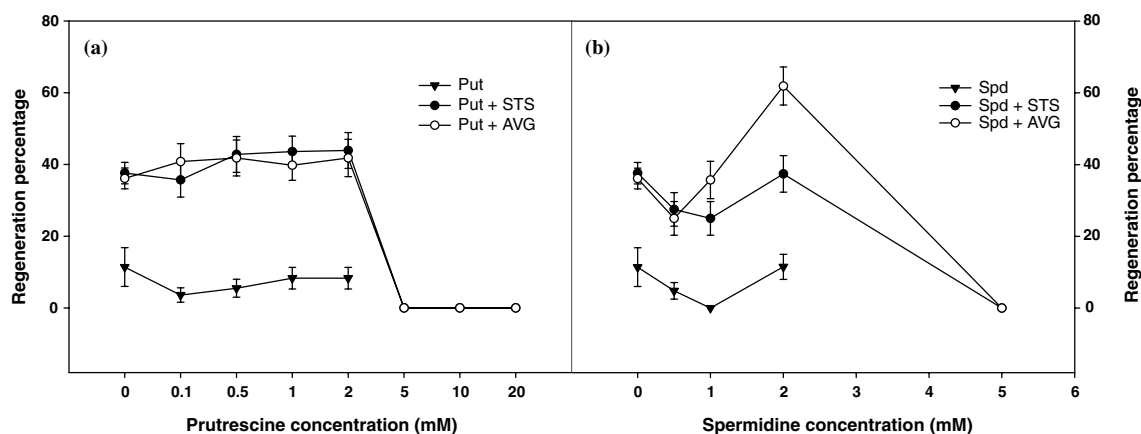 (a)
Regeneration percentage
80
60
40
20
0
Put
Put + STS
Put + AVG
0 0.1 0.5 1 2 5 10 20
Prutrescine concentration (mM)
(b)
Spd
Spd + STS
Spd + AVG
0 1 2 3 4 5 6
Spermidine concentration (mM)
80
60
40
20
0
Regeneration percentage